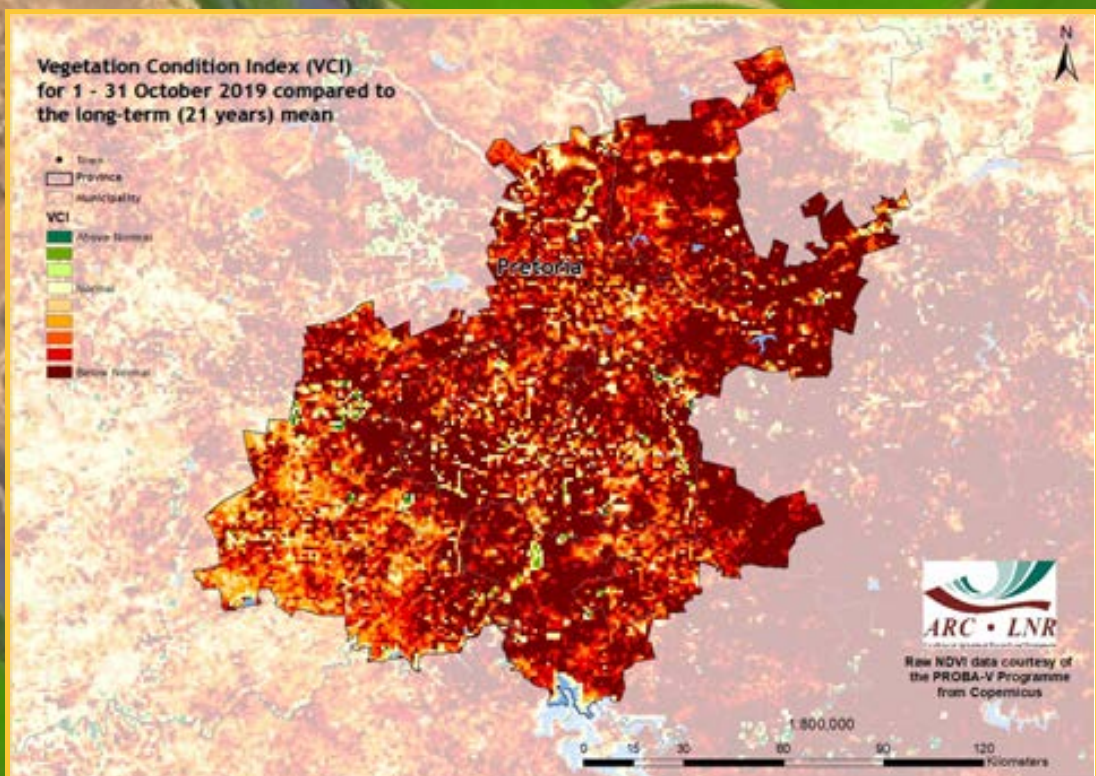 Vegetation Condition Index (VCI)
for 1 - 31 October 2019 compared to
the long-term (21 years) mean
Town
Province
Municipality
VCI
Above Normal
Normal
Below Normal
Pretoria
N
ARC • LNR
Raw NDVI data courtesy of
the PROBA-V Programme
from Copernicus
1:800,000
0 15 30 60 90 120
Kilometers